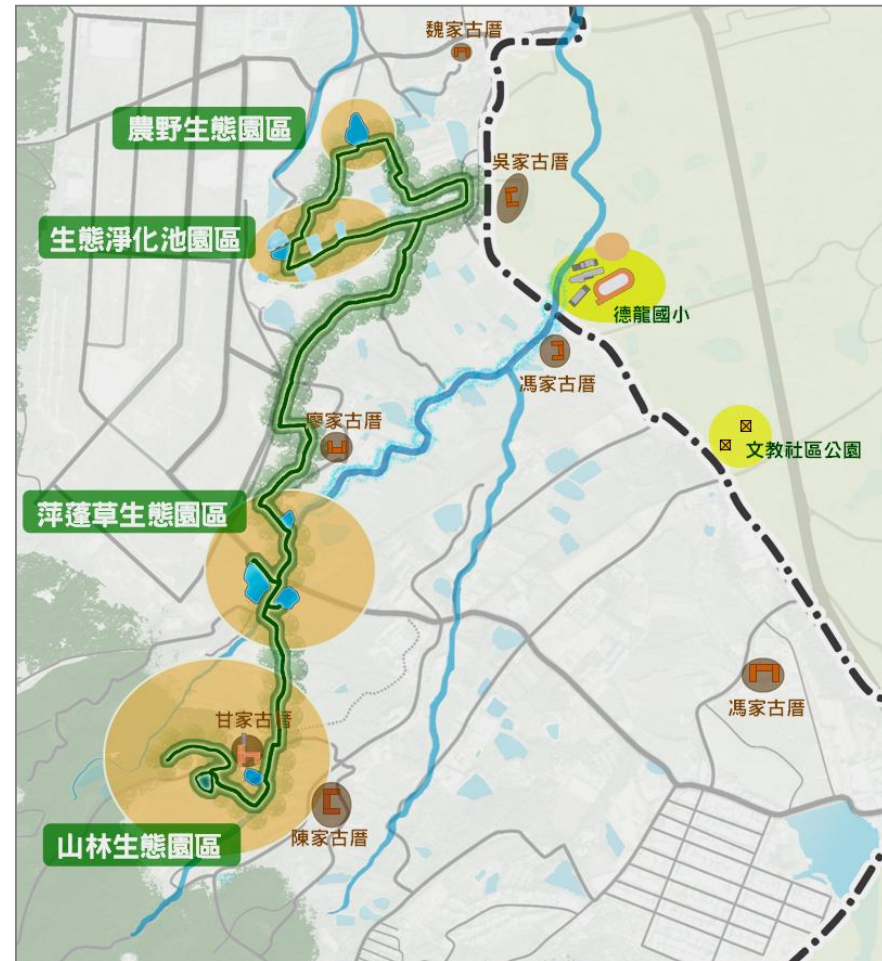 魏家古厝
農野生態園區
吳家古厝
生態淨化池園區
德龍國小
馮家古厝
廖家古厝
文教社區公園
萍蓬草生態園區
馮家古厝
甘家古厝
陳家古厝
山林生態園區